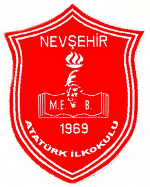 NEVŞEHİR
M.E. B.
1969
ATATÜRK İLKOKULU